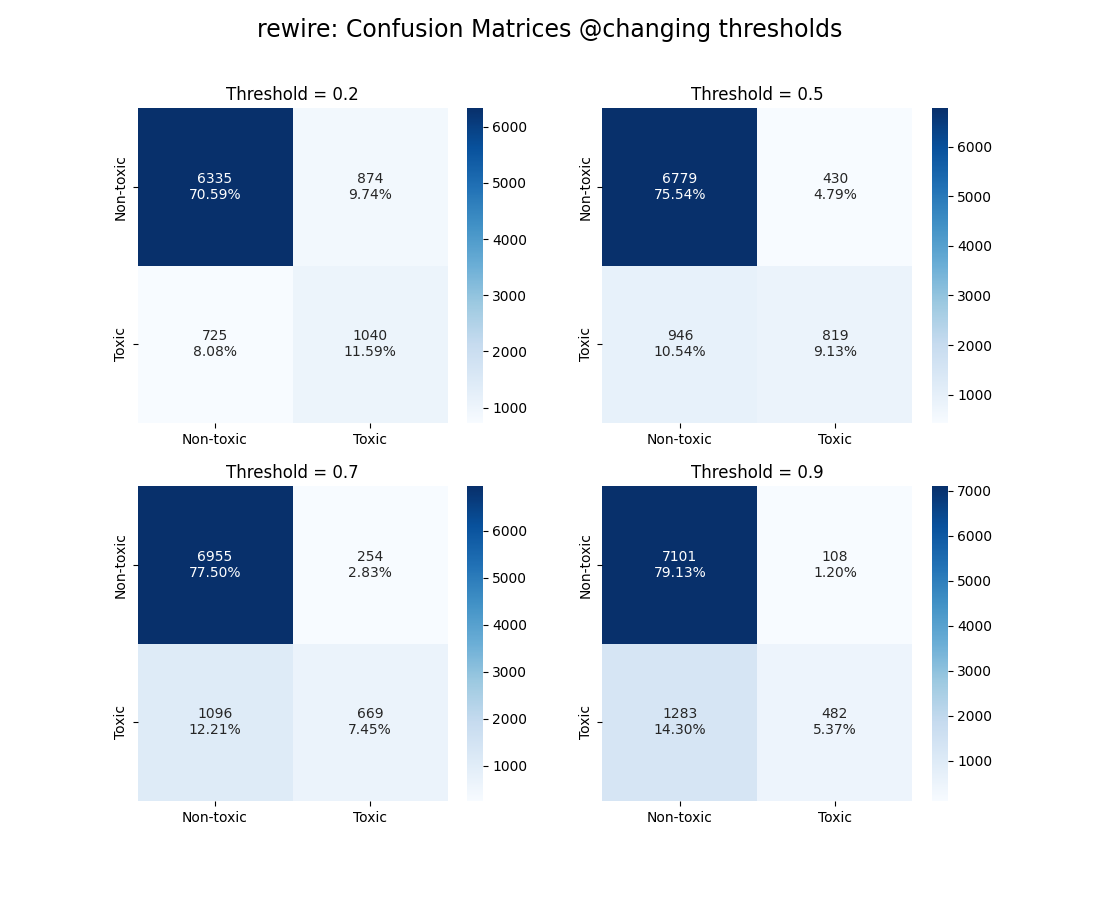 rewire: Confusion Matrices @changing thresholds
Threshold = 0.2
Non-toxic
6335
70.59%
874
9.74%
Toxic
725
8.08%
1040
11.59%
Non-toxic
Toxic
6000
5000
4000
3000
2000
1000
Threshold = 0.5
Non-toxic
6779
75.54%
430
4.79%
Toxic
946
10.54%
819
9.13%
Non-toxic
Toxic
6000
5000
4000
3000
2000
1000
Threshold = 0.7
Non-toxic
6955
77.50%
254
2.83%
Toxic
1096
12.21%
669
7.45%
Non-toxic
Toxic
6000
5000
4000
3000
2000
1000
Threshold = 0.9
Non-toxic
7101
79.13%
108
1.20%
Toxic
1283
14.30%
482
5.37%
Non-toxic
Toxic
7000
6000
5000
4000
3000
2000
1000